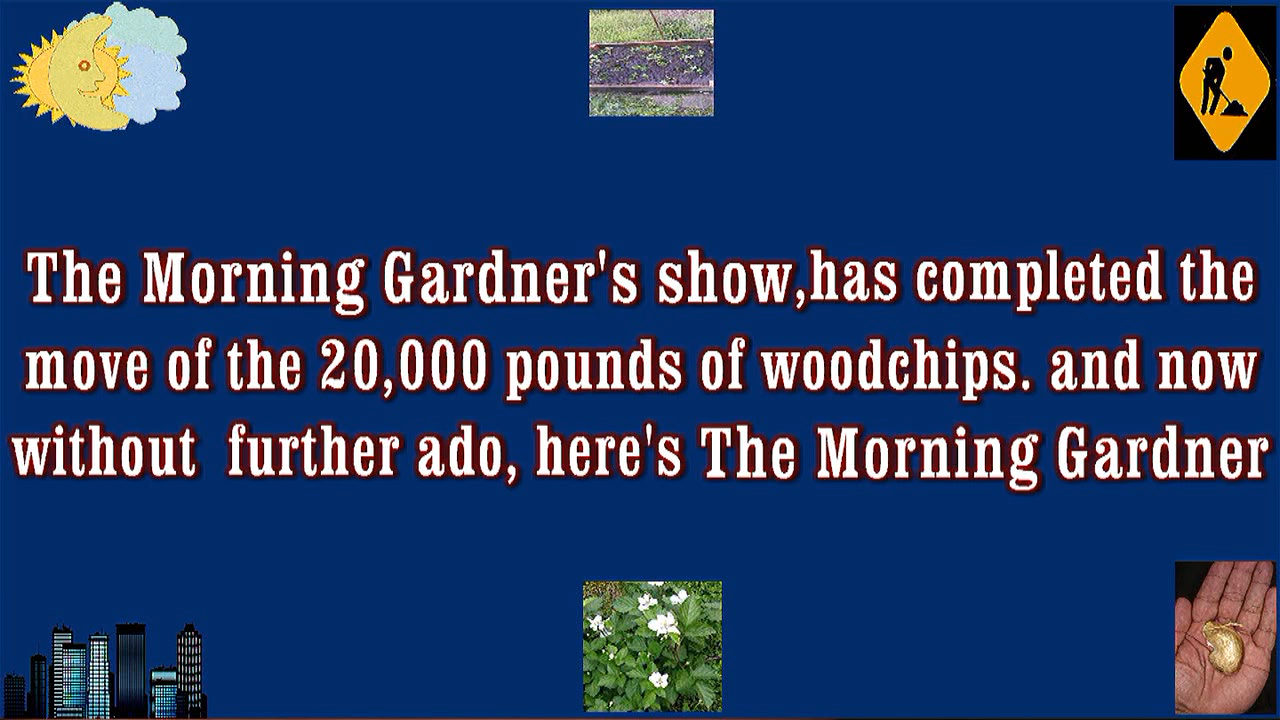 The Morning Gardner's show,has completed the
move of the 20,000 pounds of woodchips. and now
without further ado, here's The Morning Gardner